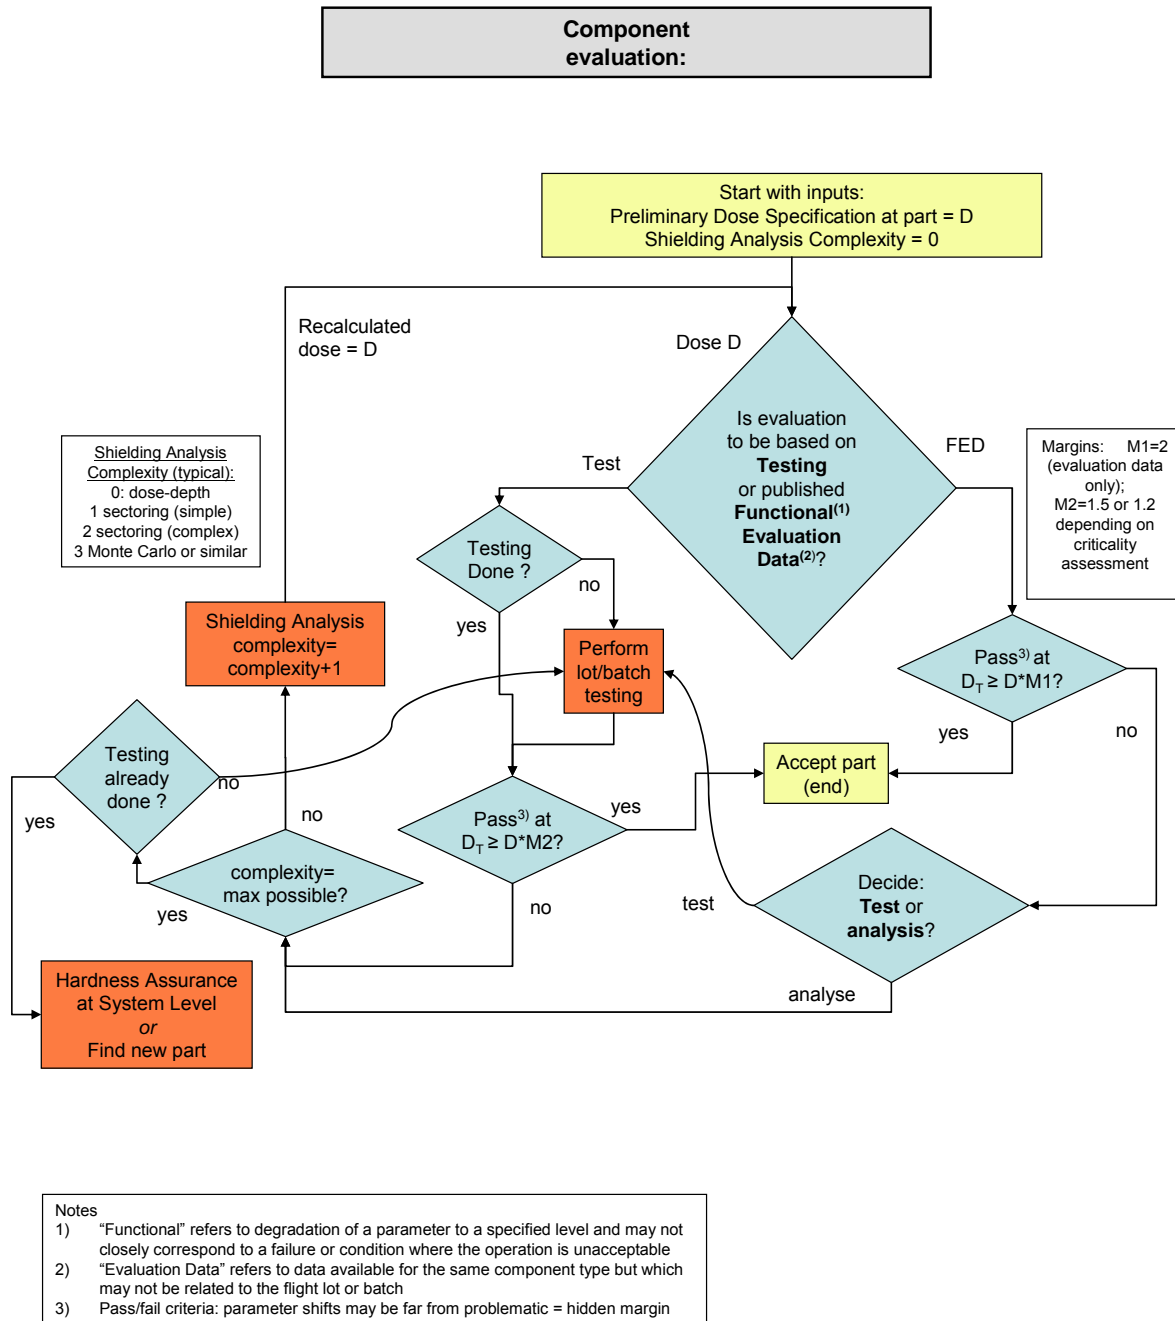 Component
evaluation:
Start with inputs:
Preliminary Dose Specification at part = D
Shielding Analysis Complexity = 0
Recalculated
dose = D
Dose D
Is evaluation
to be based on
Testing
or published
Functional(1)
Evaluation
Data(2)?
Test
FED
Shielding Analysis
Complexity (typical):
0: dose-depth
1 sectoring (simple)
2 sectoring (complex)
3 Monte Carlo or similar
Margins: M1=2
(evaluation data
only);
M2=1.5 or 1.2
depending on
criticality
assessment
Testing
Done ?
no
yes
Shielding Analysis
complexity=
complexity+1
Perform
lot/batch
testing
Pass3) at
DT ≥ D*M1?
yes
no
Testing
already
done ?
no
yes
Accept part
(end)
no
Pass3) at
DT ≥ D*M2?
yes
no
complexity=
max possible?
yes
test
Decide:
Test or
analysis?
analyse
Hardness Assurance
at System Level
or
Find new part
Notes
1) “Functional” refers to degradation of a parameter to a specified level and may not
closely correspond to a failure or condition where the operation is unacceptable
2) “Evaluation Data” refers to data available for the same component type but which
may not be related to the flight lot or batch
3) Pass/fail criteria: parameter shifts may be far from problematic = hidden margin